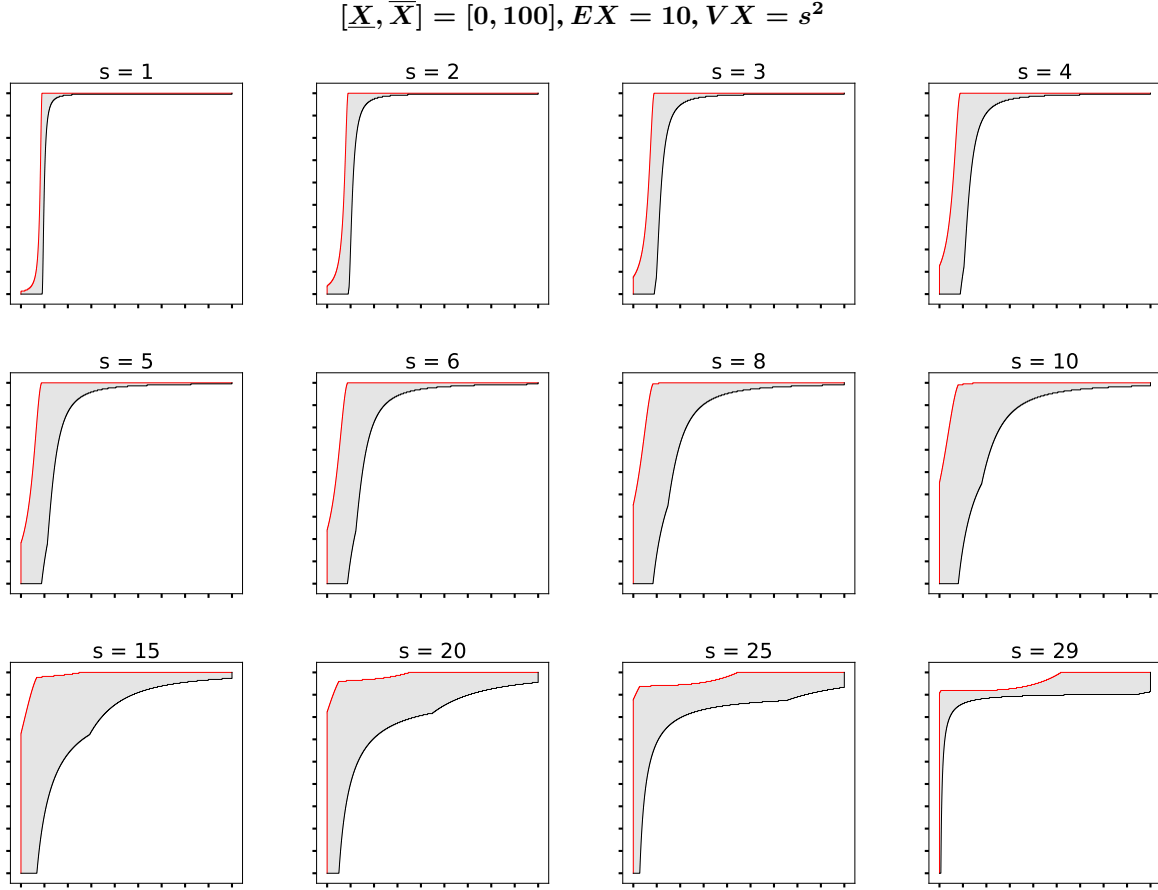 [X̲, X̅] = [0, 100], EX = 10, VX = s²
s = 1
s = 2
s = 3
s = 4
s = 5
s = 6
s = 8
s = 10
s = 15
s = 20
s = 25
s = 29